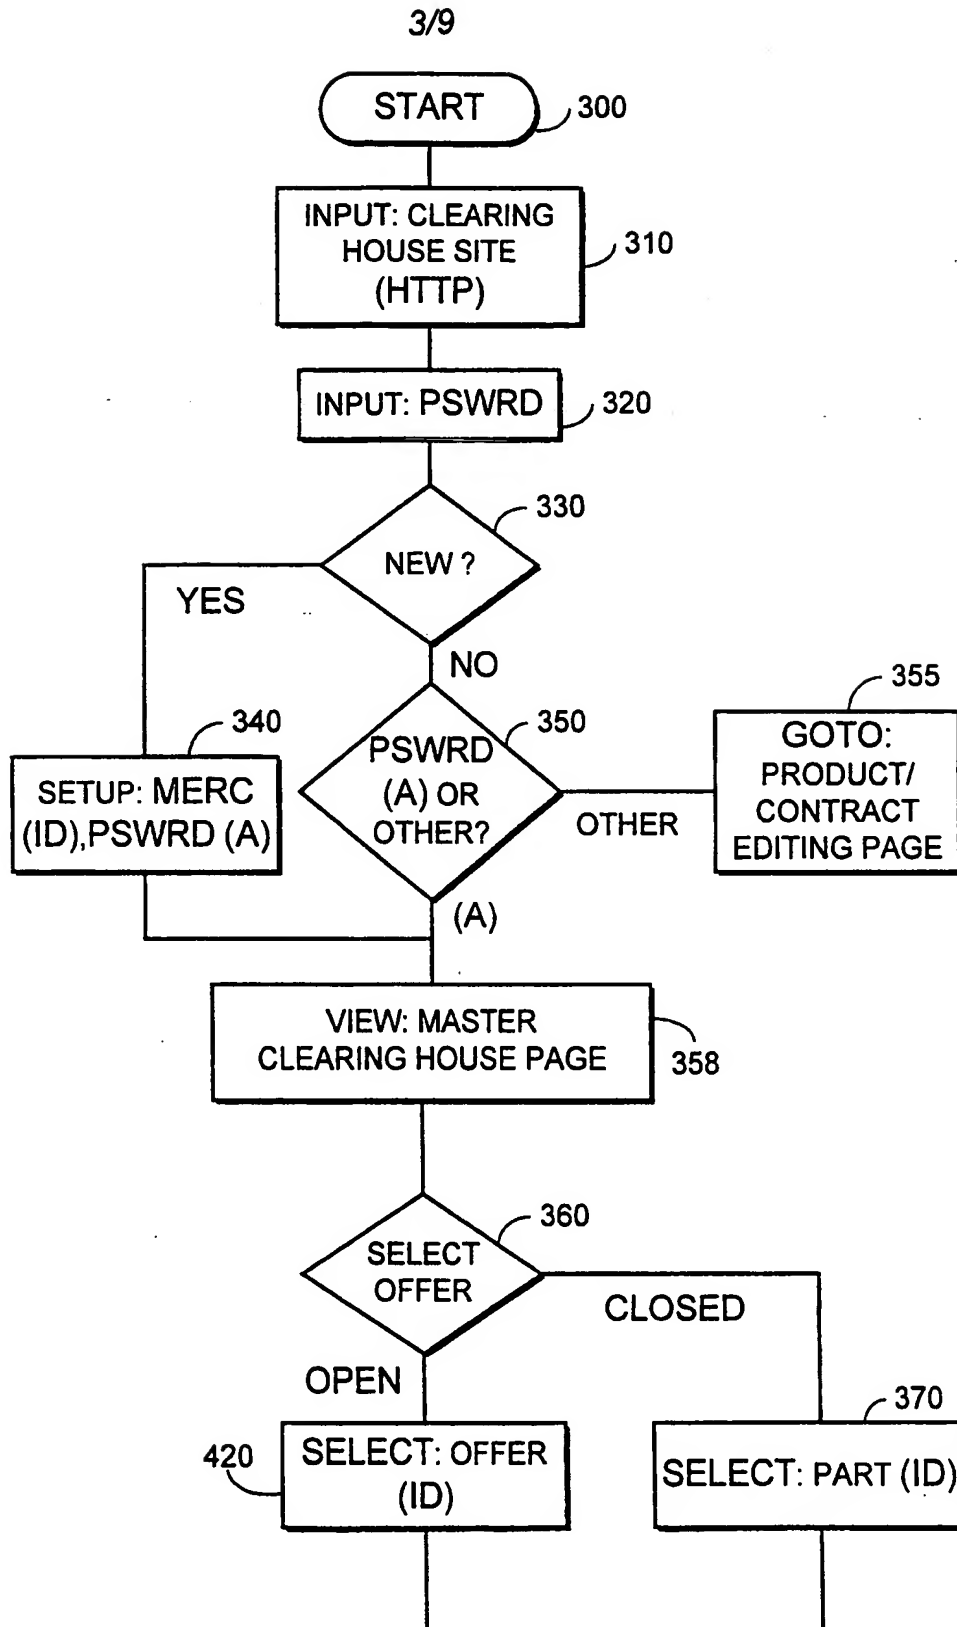 3/9
START
300
INPUT: CLEARING
HOUSE SITE
(HTTP)
310
INPUT: PSWRD
320
330
NEW ?
YES
NO
340
SETUP: MERC
(ID),PSWRD (A)
350
PSWRD
(A) OR
OTHER?
OTHER
355
GOTO:
PRODUCT/
CONTRACT
EDITING PAGE
(A)
VIEW: MASTER
CLEARING HOUSE PAGE
358
360
SELECT
OFFER
CLOSED
OPEN
420
SELECT: OFFER
(ID)
370
SELECT: PART (ID)